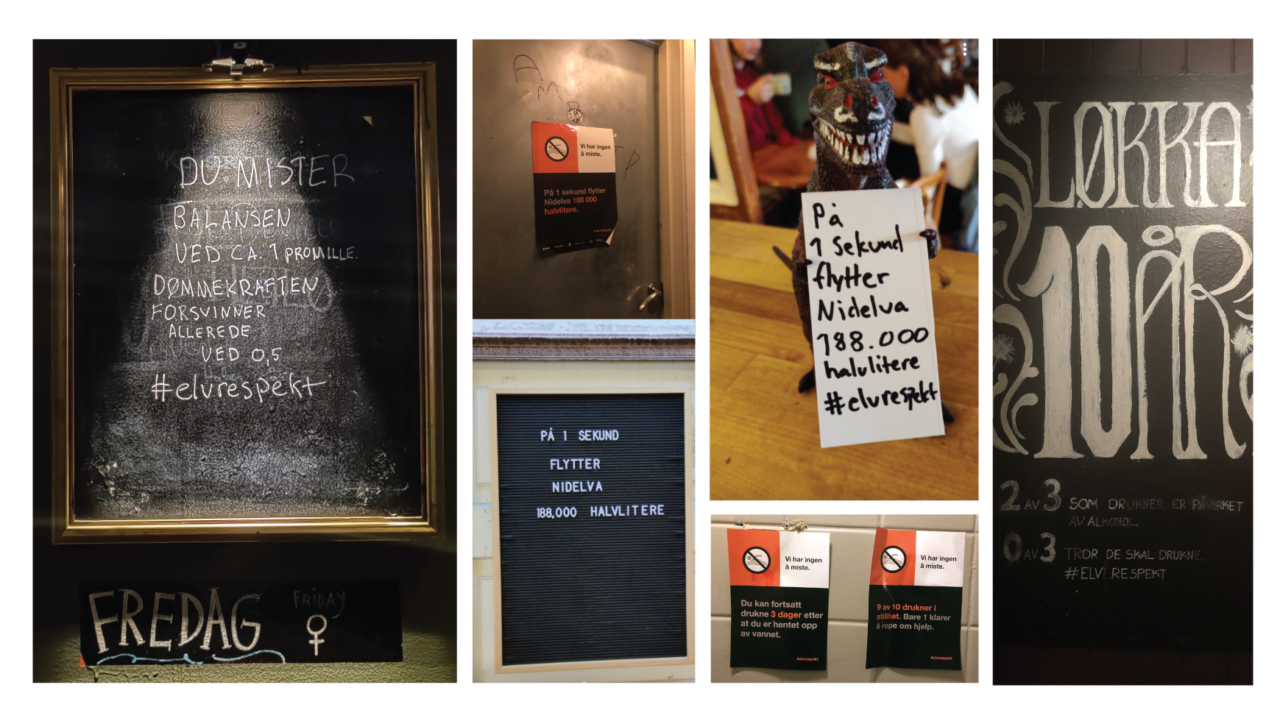 DU MISTER
BALANSEN
VED CA. 1 PROMILLE.
DØMMEKRAFTEN
FORSVINNER
ALLEREDE
VED 0,5
#elvrespekt
FREDAG
FRIDAY
Vi har ingen
å miste.
På 1 sekund flytter
Nidelva 188 000
halvlitere.
PÅ 1 SEKUND
FLYTTER
NIDELVA
188,000 HALVLITERE
På
1 Sekund
flytter
Nidelva
188.000
halvlitere
#elvrespekt
Vi har ingen
å miste.
Du kan fortsatt
drukne 3 dager etter
at du er hentet opp
av vannet.
#elvrespekt
Vi har ingen
å miste.
9 av 10 drukner i
stillhet. Bare 1 klarer
å rope om hjelp.
#elvrespekt
LØKKA
10 ÅR
2 AV 3 SOM DRUKNER ER PÅVIRKET
AV ALKOHOL.
0 AV 3 TROR DE SKAL DRUKNE.
#ELVRESPEKT